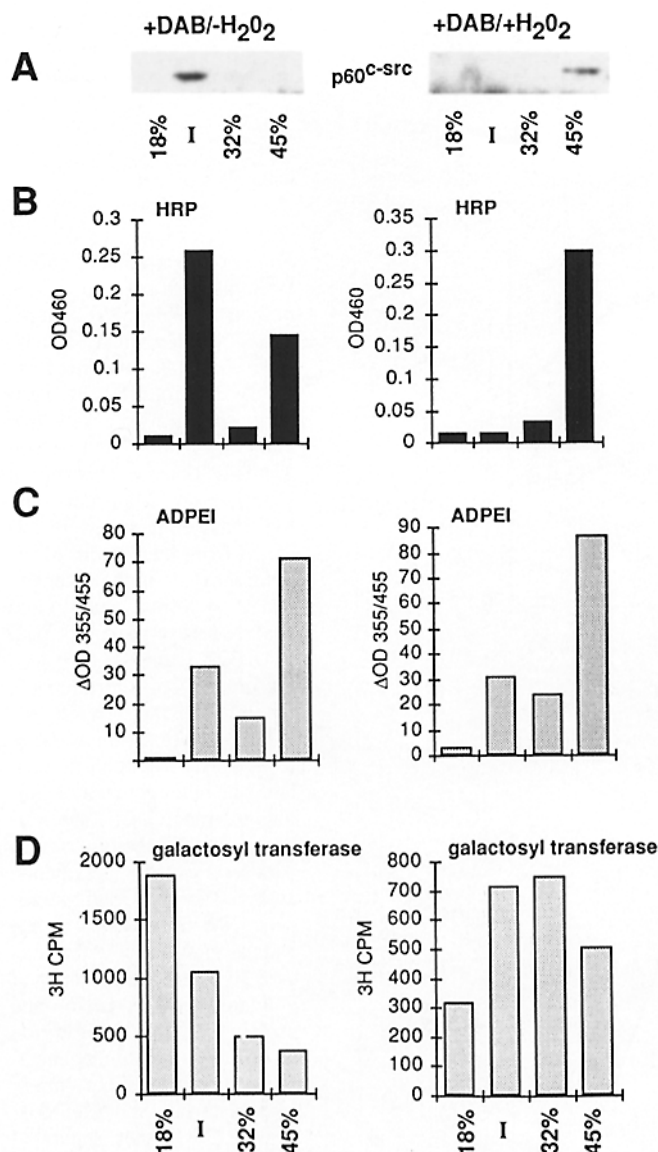 +DAB/-H2O2
+DAB/+H2O2
A
p60c-src
18%
I
32%
45%
18%
I
32%
45%
B
HRP
HRP
0.3
0.25
0.2
0.15
0.1
0.05
0
OD460
0.35
0.3
0.25
0.2
0.15
0.1
0.05
0
OD460
C
ADPEI
ADPEI
80
70
60
50
40
30
20
10
ΔOD 355/455
90
80
70
60
50
40
30
20
10
0
ΔOD 355/455
D
galactosyl transferase
galactosyl transferase
2000
1500
1000
500
0
3H CPM
800
700
600
500
400
300
200
100
0
3H CPM
18%
I
32%
45%
18%
I
32%
45%